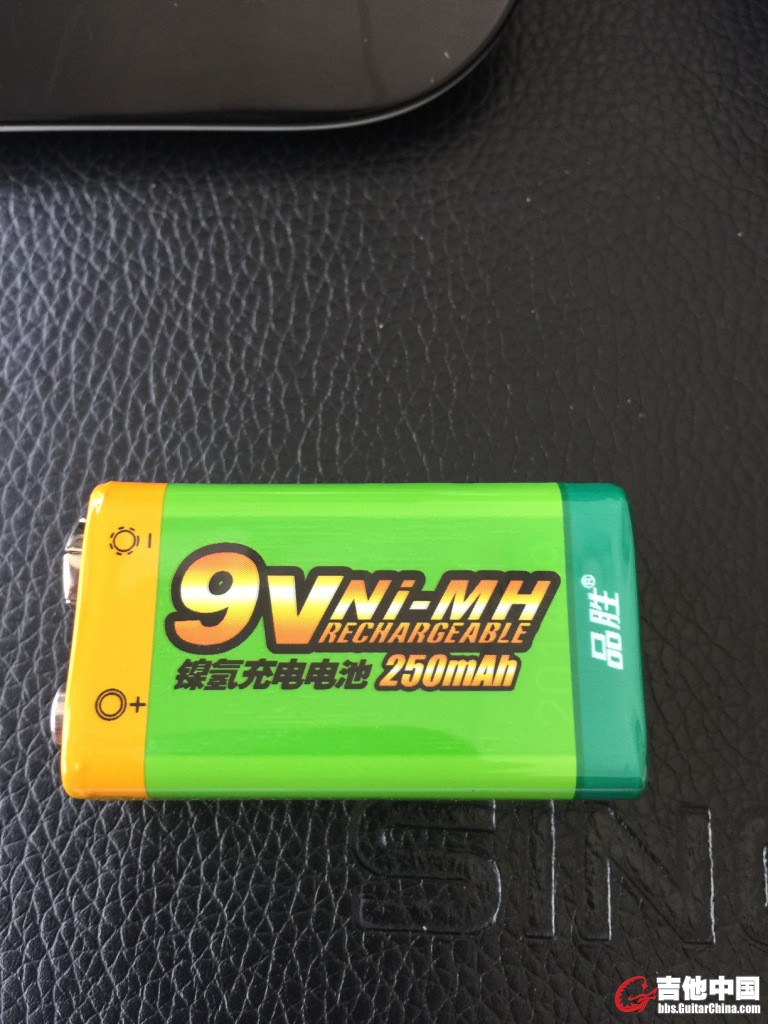 9V Ni-MH
RECHARGEABLE
镍氢充电电池 250mAh
−
+
品胜®
SING
吉他中国
bbs.GuitarChina.com